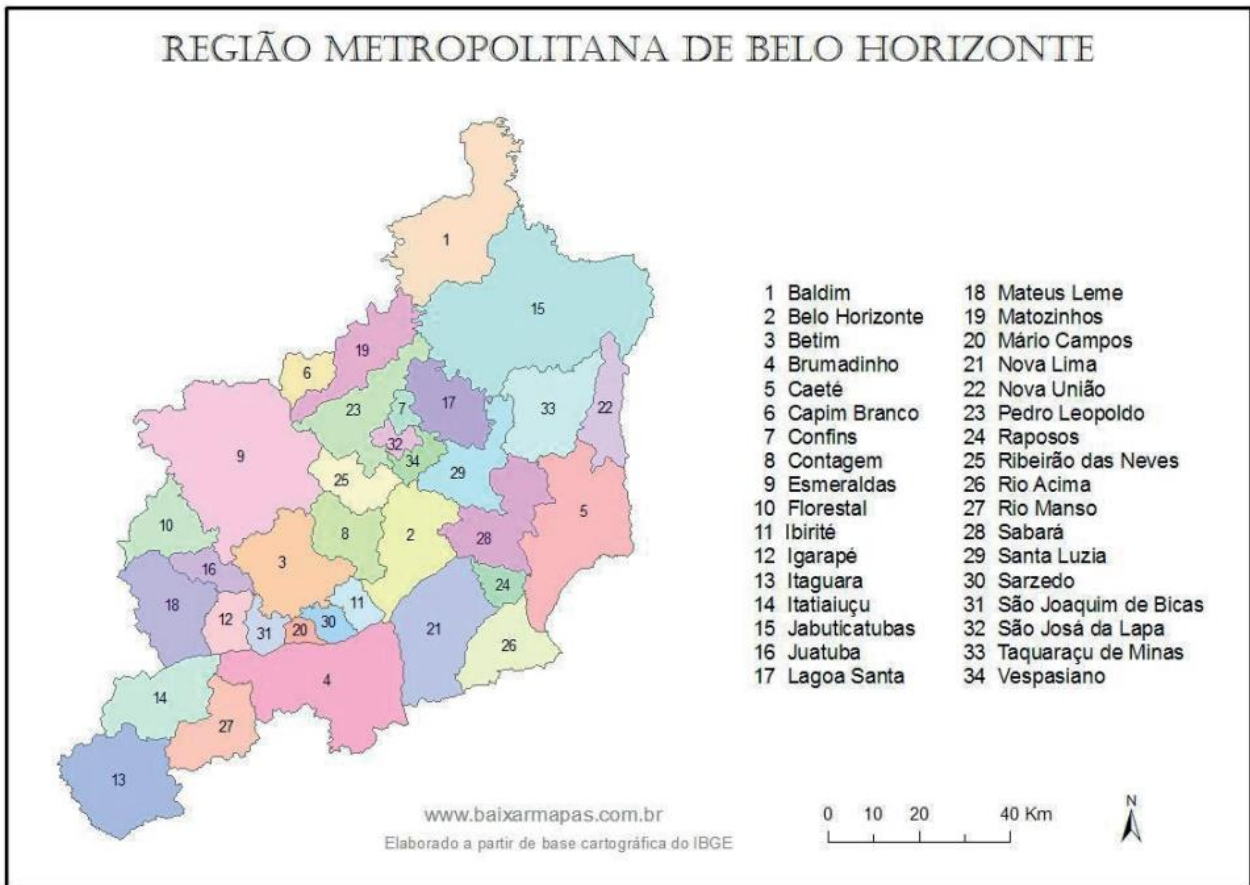 REGIÃO METROPOLITANA DE BELO HORIZONTE
1
15
19
6
23
7
17
33
22
32
34
9
29
25
5
10
8
2
28
16
3
24
18
12
11
31
20
30
21
26
4
14
27
13
1 Baldim
2 Belo Horizonte
3 Betim
4 Brumadinho
5 Caeté
6 Capim Branco
7 Confins
8 Contagem
9 Esmeraldas
10 Florestal
11 Ibirité
12 Igarapé
13 Itaguara
14 Itatiaiuçu
15 Jabuticatubas
16 Juatuba
17 Lagoa Santa
18 Mateus Leme
19 Matozinhos
20 Mário Campos
21 Nova Lima
22 Nova União
23 Pedro Leopoldo
24 Raposos
25 Ribeirão das Neves
26 Rio Acima
27 Rio Manso
28 Sabará
29 Santa Luzia
30 Sarzedo
31 São Joaquim de Bicas
32 São Josá da Lapa
33 Taquaraçu de Minas
34 Vespasiano
www.baixarmapas.com.br
Elaborado a partir de base cartográfica do IBGE
0 10 20 40 Km
N